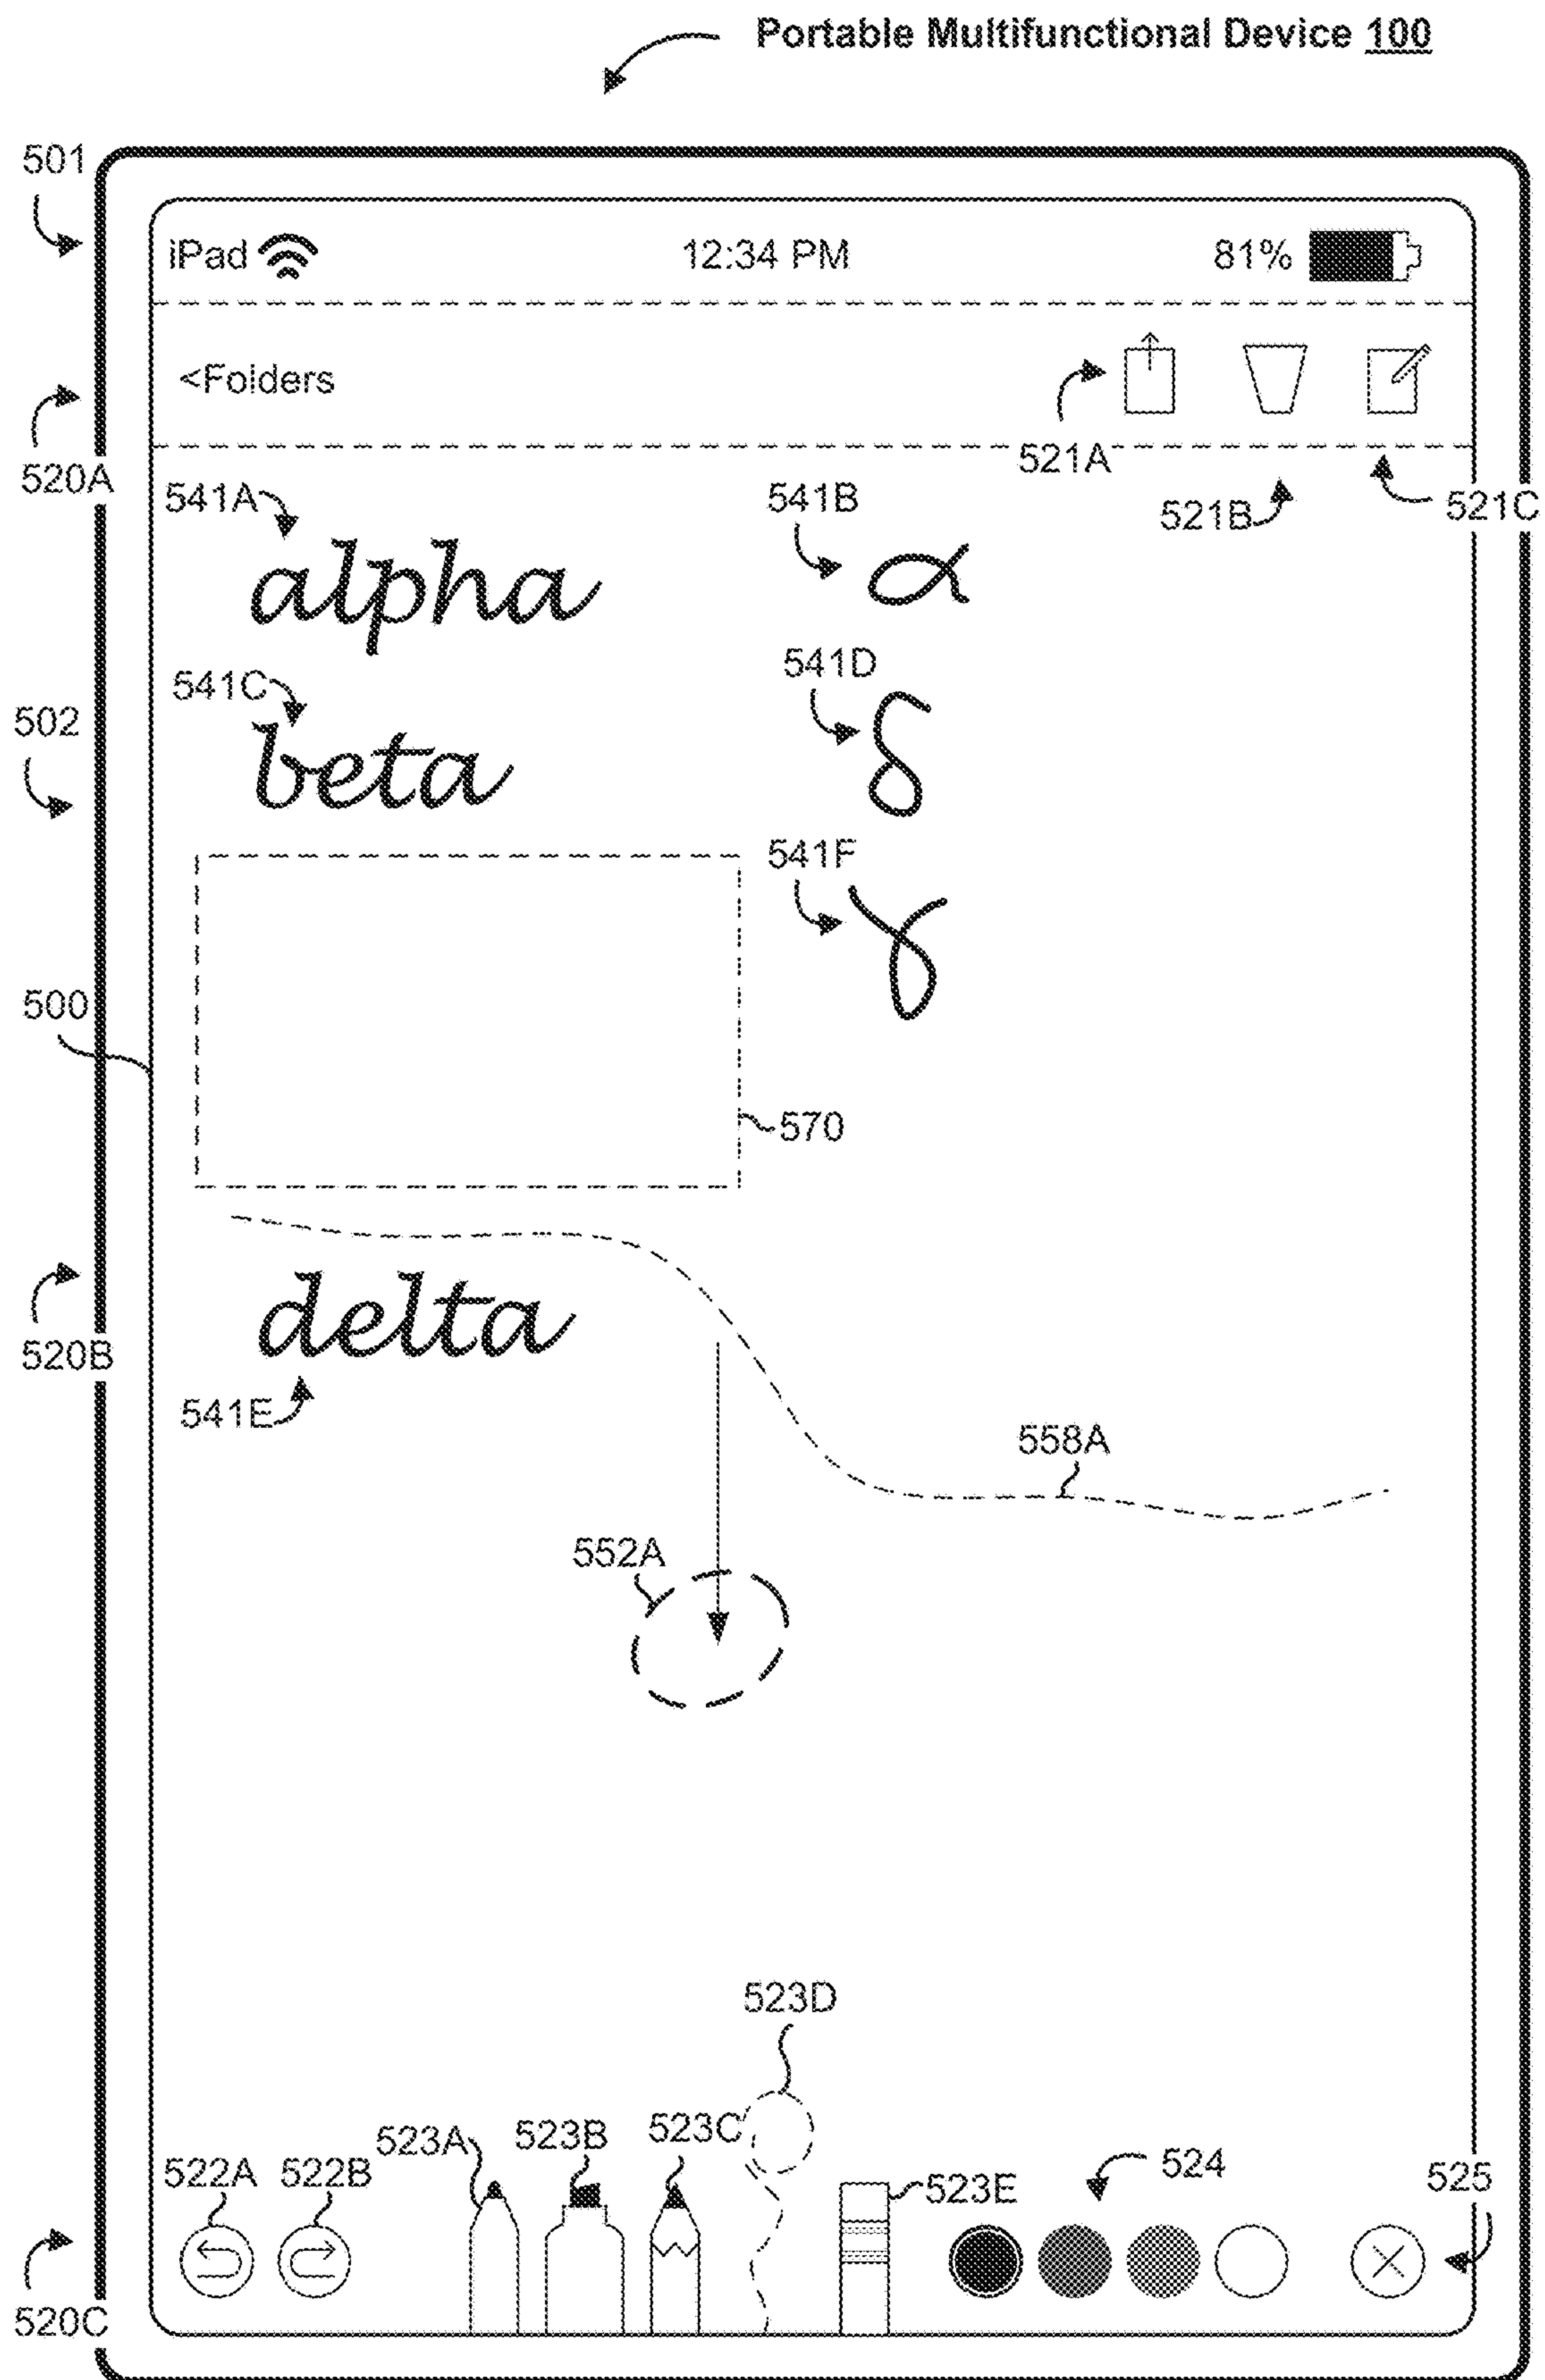 Portable Multifunctional Device 100
501
iPad 12:34 PM 81%
<Folders
520A
521A
521B
521C
541A
541B
alpha
α
541C
541D
502
beta
δ
541F
γ
500
570
520B
delta
541E
558A
552A
523D
523A
523B
523C
522A
522B
523E
524
525
520C